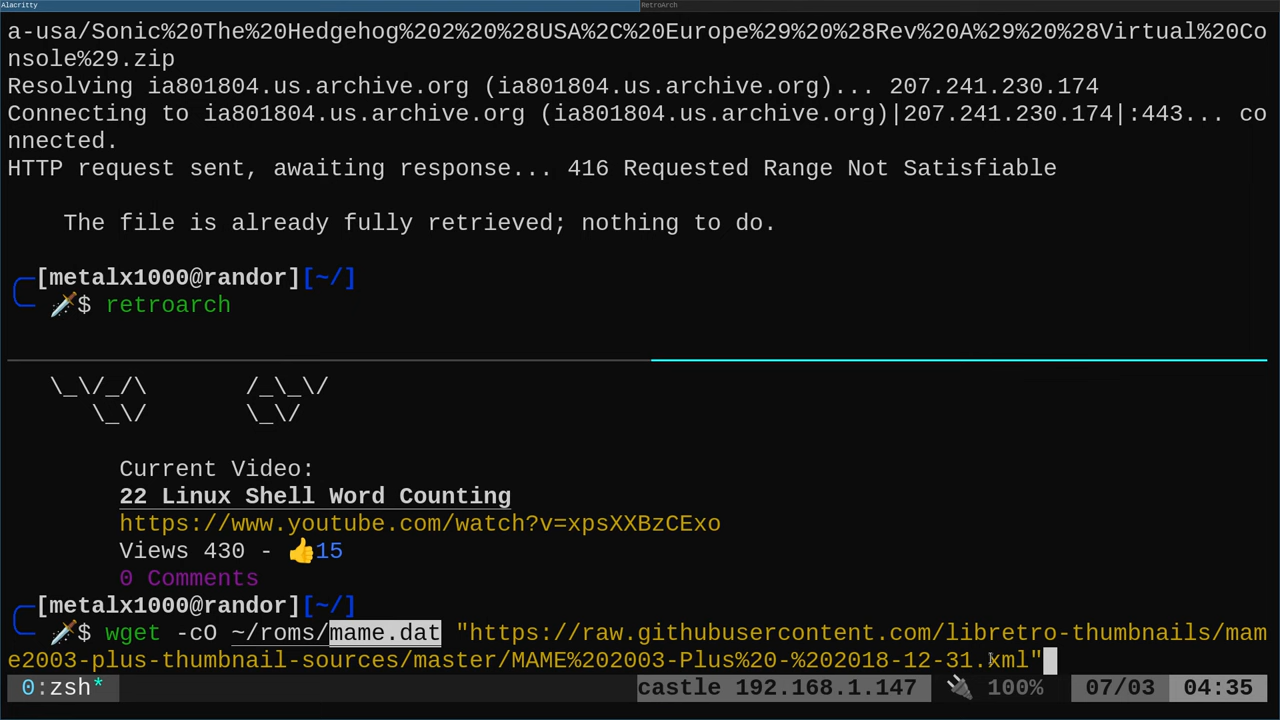 Alacritty RetroArch
a-usa/Sonic%20The%20Hedgehog%202%20%28USA%2C%20Europe%29%20%28Rev%20A%29%20%28Virtual%20Co
nsole%29.zip
Resolving ia801804.us.archive.org (ia801804.us.archive.org)... 207.241.230.174
Connecting to ia801804.us.archive.org (ia801804.us.archive.org)|207.241.230.174|:443... co
nnected.
HTTP request sent, awaiting response... 416 Requested Range Not Satisfiable
The file is already fully retrieved; nothing to do.
[metalx1000@randor][~/]
🗡️$ retroarch
\_\/_/\ /_\_\/
\_\/ \_\/
Current Video:
22 Linux Shell Word Counting
https://www.youtube.com/watch?v=xpsXXBzCExo
Views 430 - 👍15
0 Comments
[metalx1000@randor][~/]
🗡️$ wget -cO ~/roms/mame.dat "https://raw.githubusercontent.com/libretro-thumbnails/mam
e2003-plus-thumbnail-sources/master/MAME%202003-Plus%20-%202018-12-31.xml"
0:zsh* castle 192.168.1.147 🔌 100% 07/03 04:35